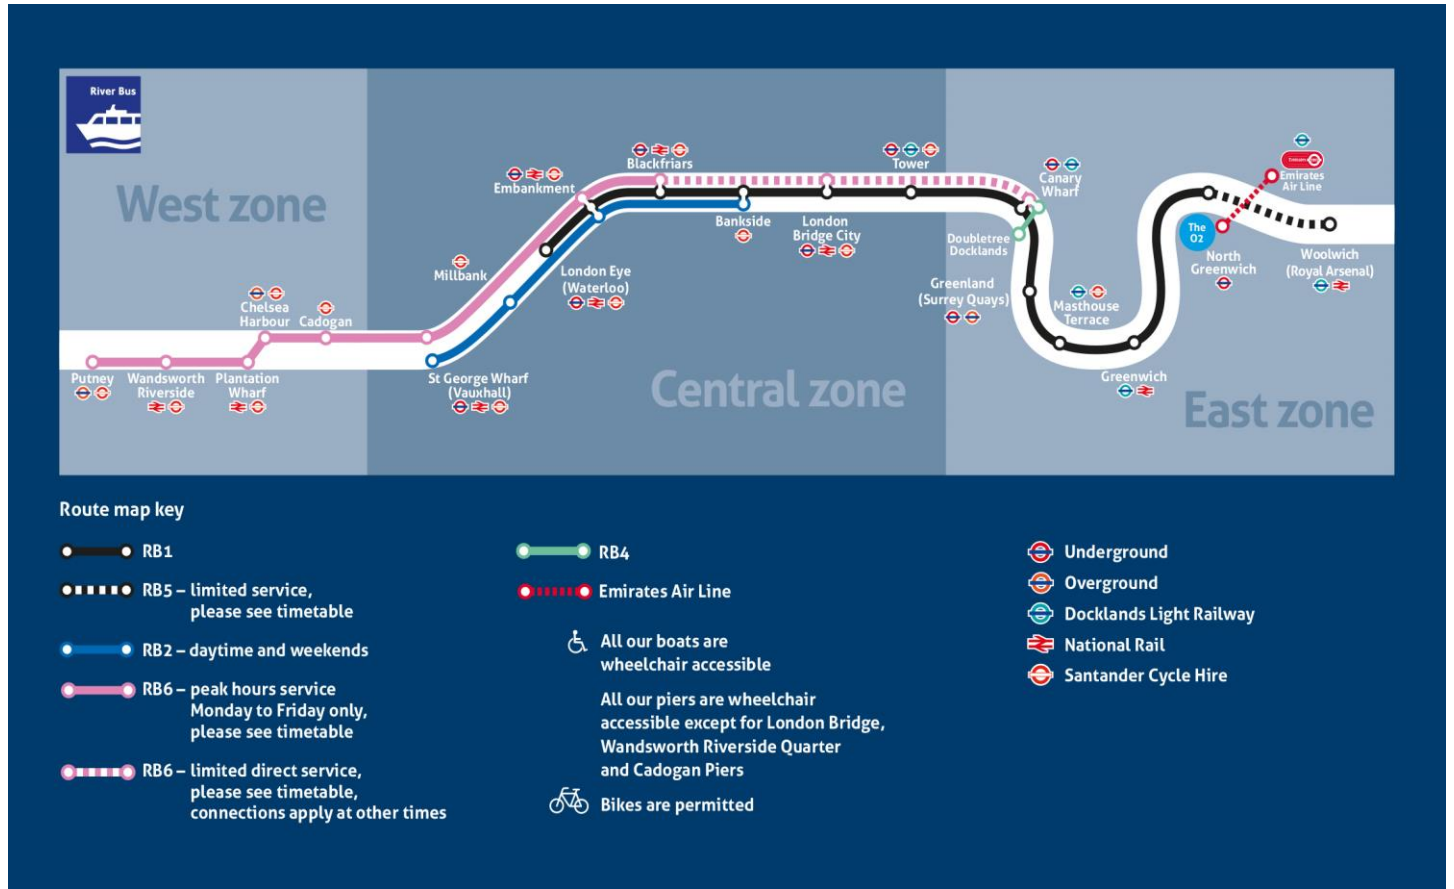 River Bus
West zone
Central zone
East zone
Putney
Wandsworth
Riverside
Plantation
Wharf
Chelsea
Harbour
Cadogan
Millbank
St George Wharf
(Vauxhall)
Embankment
London Eye
(Waterloo)
Blackfriars
Bankside
London
Bridge City
Tower
Canary
Wharf
Doubletree
Docklands
Greenland
(Surrey Quays)
Masthouse
Terrace
Greenwich
The
O2
North
Greenwich
Emirates
Air Line
Woolwich
(Royal Arsenal)
Route map key
RB1
RB5 – limited service,
please see timetable
RB2 – daytime and weekends
RB6 – peak hours service
Monday to Friday only,
please see timetable
RB6 – limited direct service,
please see timetable,
connections apply at other times
RB4
Emirates Air Line
All our boats are
wheelchair accessible
All our piers are wheelchair
accessible except for London Bridge,
Wandsworth Riverside Quarter
and Cadogan Piers
Bikes are permitted
Underground
Overground
Docklands Light Railway
National Rail
Santander Cycle Hire